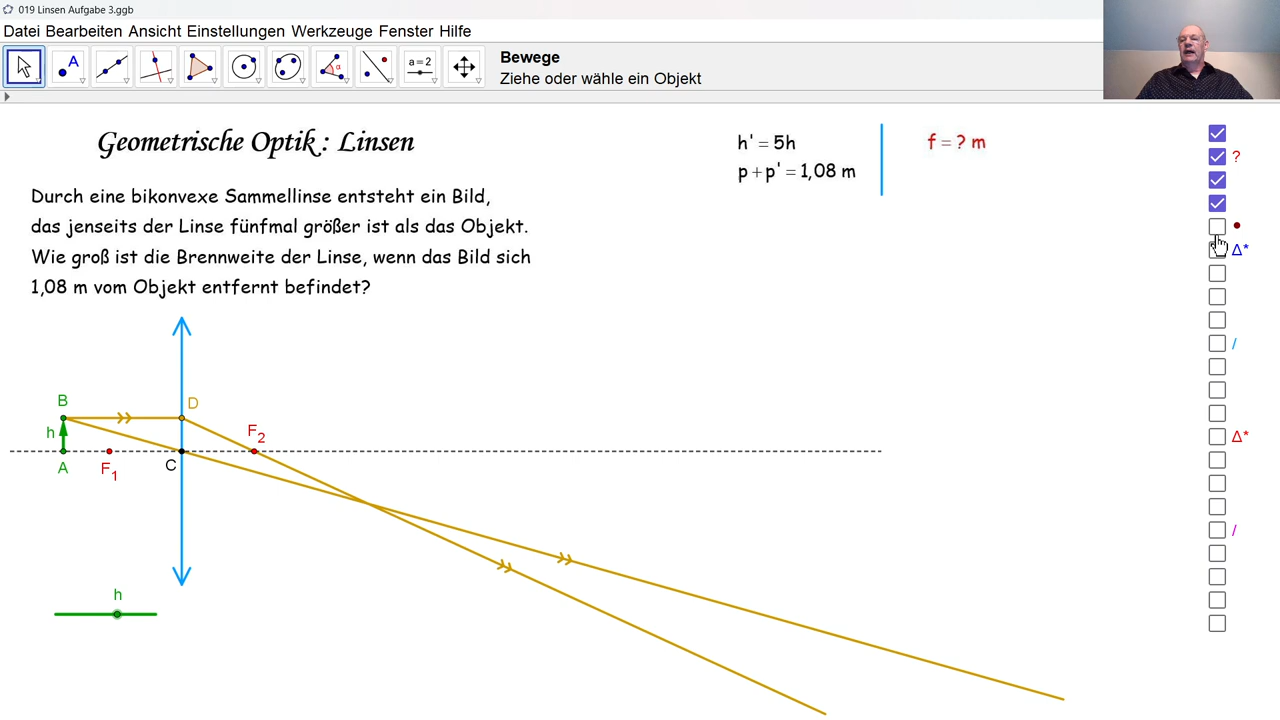 019 Linsen Aufgabe 3.ggb
Datei Bearbeiten Ansicht Einstellungen Werkzeuge Fenster Hilfe
A
α
a=2
Bewege
Ziehe oder wähle ein Objekt
Geometrische Optik : Linsen
h' = 5h
p + p' = 1,08 m
f = ? m
?
Durch eine bikonvexe Sammellinse entsteht ein Bild,
das jenseits der Linse fünfmal größer ist als das Objekt.
Wie groß ist die Brennweite der Linse, wenn das Bild sich
1,08 m vom Objekt entfernt befindet?
Δ*
/
Δ*
/
B
D
h
F₂
A
F₁
C
h